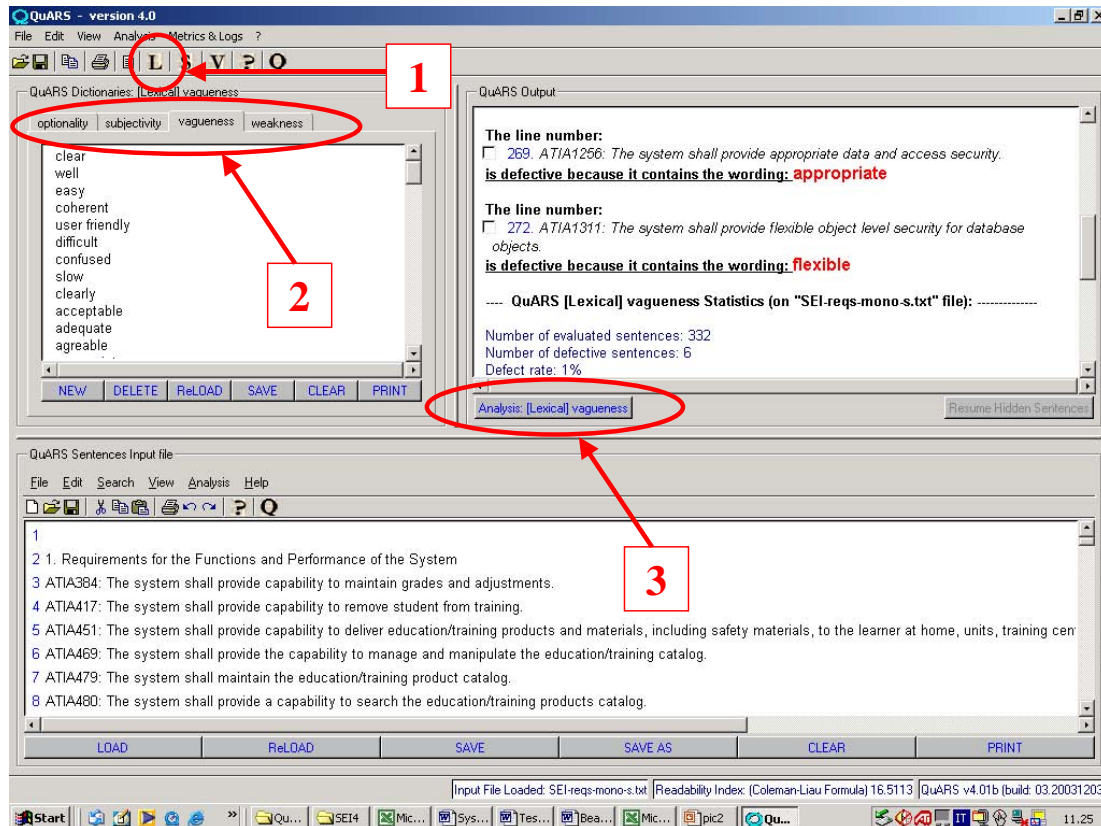 QuARS - version 4.0
File Edit View Analysis Metrics & Logs ?
L S V ? Q
1
QuARS Dictionaries: [Lexical] vagueness
optionality subjectivity vagueness weakness
clear
well
easy
coherent
user friendly
difficult
confused
slow
clearly
acceptable
adequate
agreable
2
NEW DELETE ReLOAD SAVE CLEAR PRINT
QuARS Output
The line number:
269. ATIA1256: The system shall provide appropriate data and access security.
is defective because it contains the wording: appropriate
The line number:
272. ATIA1311: The system shall provide flexible object level security for database
objects.
is defective because it contains the wording: flexible
---- QuARS [Lexical] vagueness Statistics (on "SEI-reqs-mono-s.txt" file): -------------
Number of evaluated sentences: 332
Number of defective sentences: 6
Defect rate: 1%
Analysis: [Lexical] vagueness Resume Hidden Sentences
3
QuARS Sentences Input file
File Edit Search View Analysis Help
? Q
1
2 1. Requirements for the Functions and Performance of the System
3 ATIA384: The system shall provide capability to maintain grades and adjustments.
4 ATIA417: The system shall provide capability to remove student from training.
5 ATIA451: The system shall provide capability to deliver education/training products and materials, including safety materials, to the learner at home, units, training cen
6 ATIA469: The system shall provide the capability to manage and manipulate the education/training catalog.
7 ATIA479: The system shall maintain the education/training product catalog.
8 ATIA480: The system shall provide a capability to search the education/training products catalog.
LOAD ReLOAD SAVE SAVE AS CLEAR PRINT
Input File Loaded: SEI-reqs-mono-s.txt Readability Index: (Coleman-Liau Formula) 16.5113 QuARS v4.01b (build: 03.20031203
Start » Qu... SEI4 Mic... Sys... Tes... Bea... Mic... pic2 Qu... IT 11.25